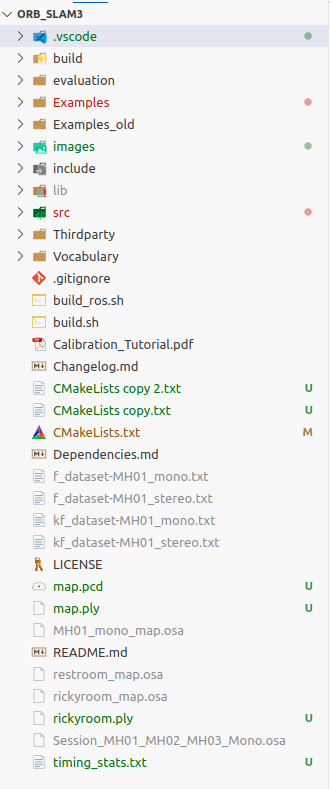 ORB_SLAM3
.vscode
build
evaluation
Examples
Examples_old
images
include
lib
src
Thirdparty
Vocabulary
.gitignore
build_ros.sh
build.sh
Calibration_Tutorial.pdf
Changelog.md
CMakeLists copy 2.txt U
CMakeLists copy.txt U
CMakeLists.txt M
Dependencies.md
f_dataset-MH01_mono.txt
f_dataset-MH01_stereo.txt
kf_dataset-MH01_mono.txt
kf_dataset-MH01_stereo.txt
LICENSE
map.pcd U
map.ply U
MH01_mono_map.osa
README.md
restroom_map.osa
rickyroom_map.osa
rickyroom.ply U
Session_MH01_MH02_MH03_Mono.osa
timing_stats.txt U